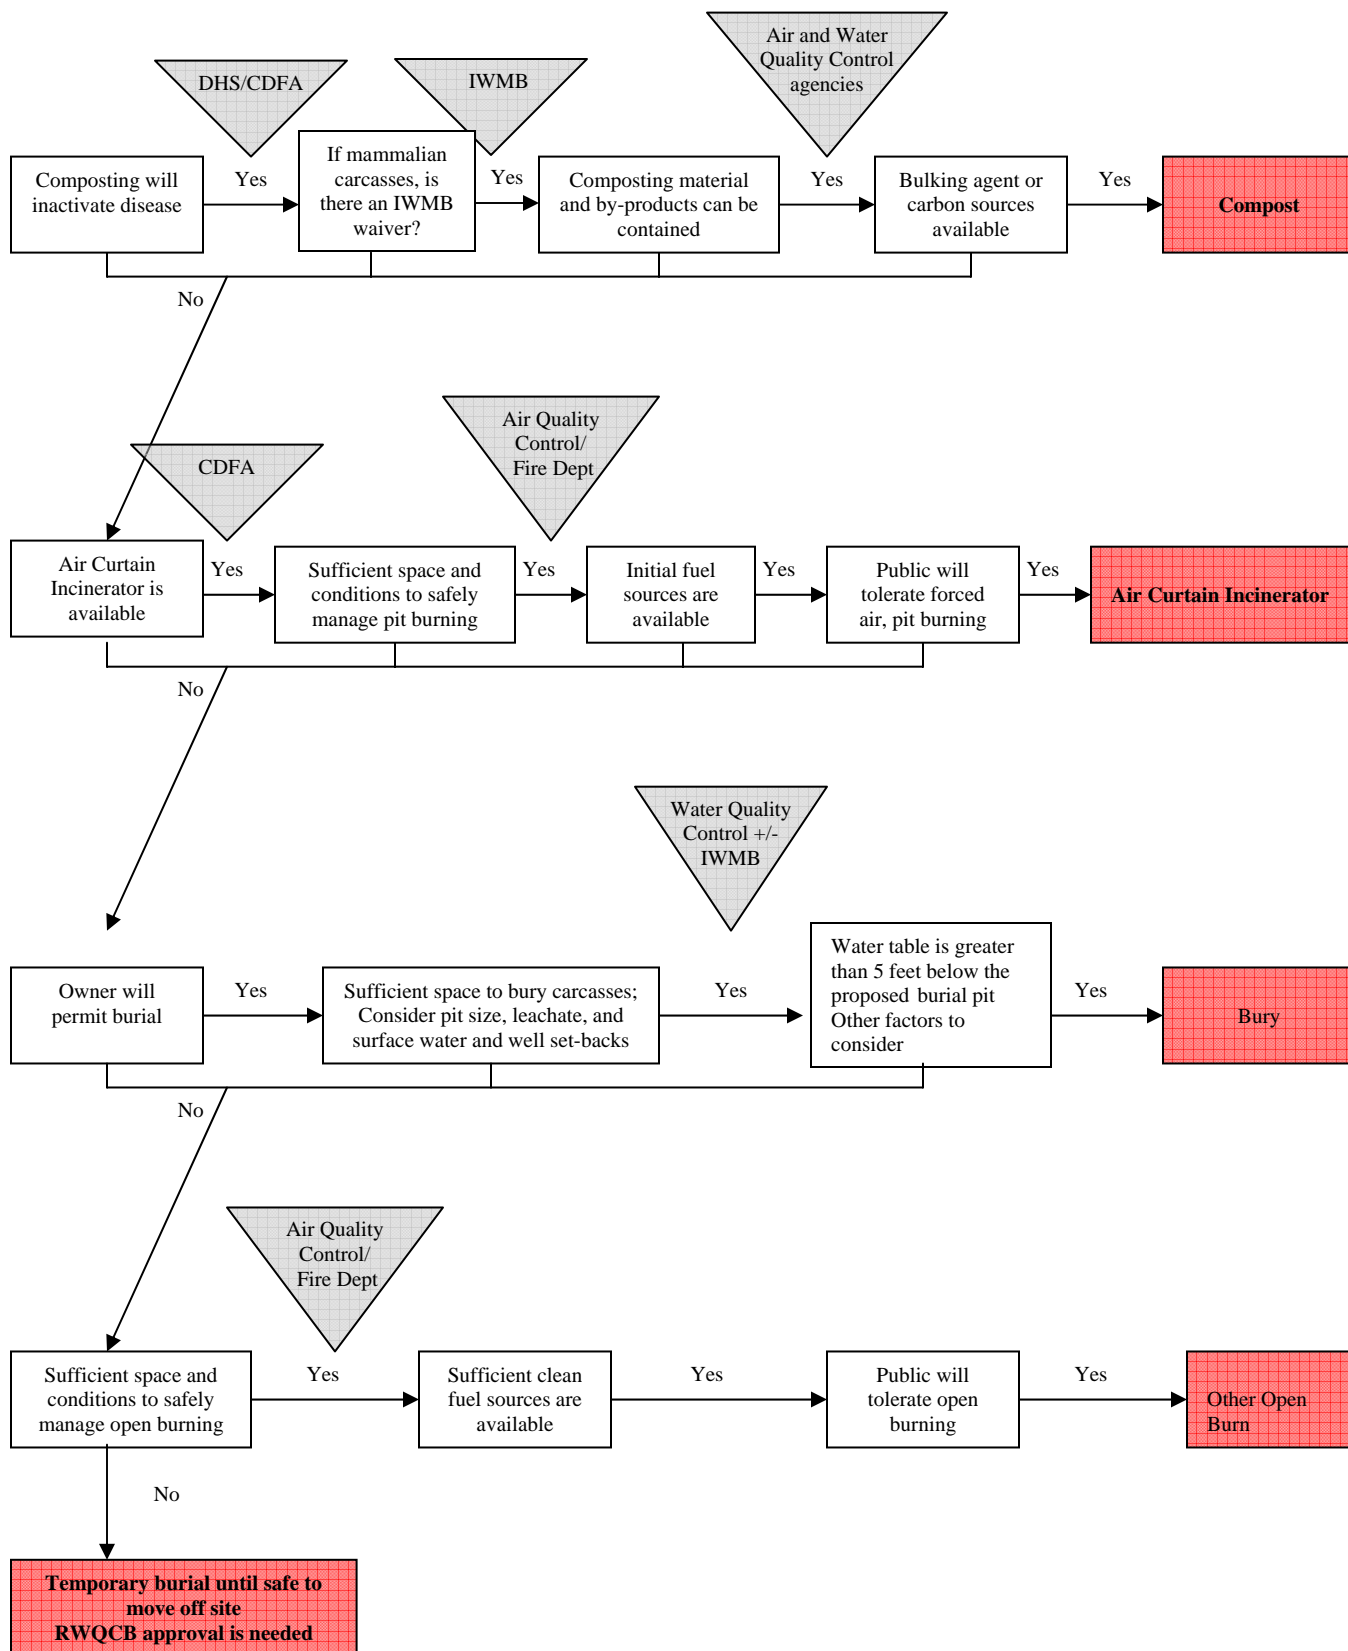 Air and Water
Quality Control
agencies
DHS/CDFA
IWMB
Composting will
inactivate disease
Yes
If mammalian
carcasses, is
there an IWMB
waiver?
Yes
Composting material
and by-products can be
contained
Yes
Bulking agent or
carbon sources
available
Yes
Compost
No
CDFA
Air Quality
Control/
Fire Dept
Air Curtain
Incinerator is
available
Yes
Sufficient space and
conditions to safely
manage pit burning
Yes
Initial fuel
sources are
available
Yes
Public will
tolerate forced
air, pit burning
Yes
Air Curtain Incinerator
No
Water Quality
Control +/-
IWMB
Owner will
permit burial
Yes
Sufficient space to bury carcasses;
Consider pit size, leachate, and
surface water and well set-backs
Yes
Water table is greater
than 5 feet below the
proposed burial pit
Other factors to
consider
Yes
Bury
No
Air Quality
Control/
Fire Dept
Sufficient space and
conditions to safely
manage open burning
Yes
Sufficient clean
fuel sources are
available
Yes
Public will
tolerate open
burning
Yes
Other Open
Burn
No
Temporary burial until safe to
move off site
RWQCB approval is needed